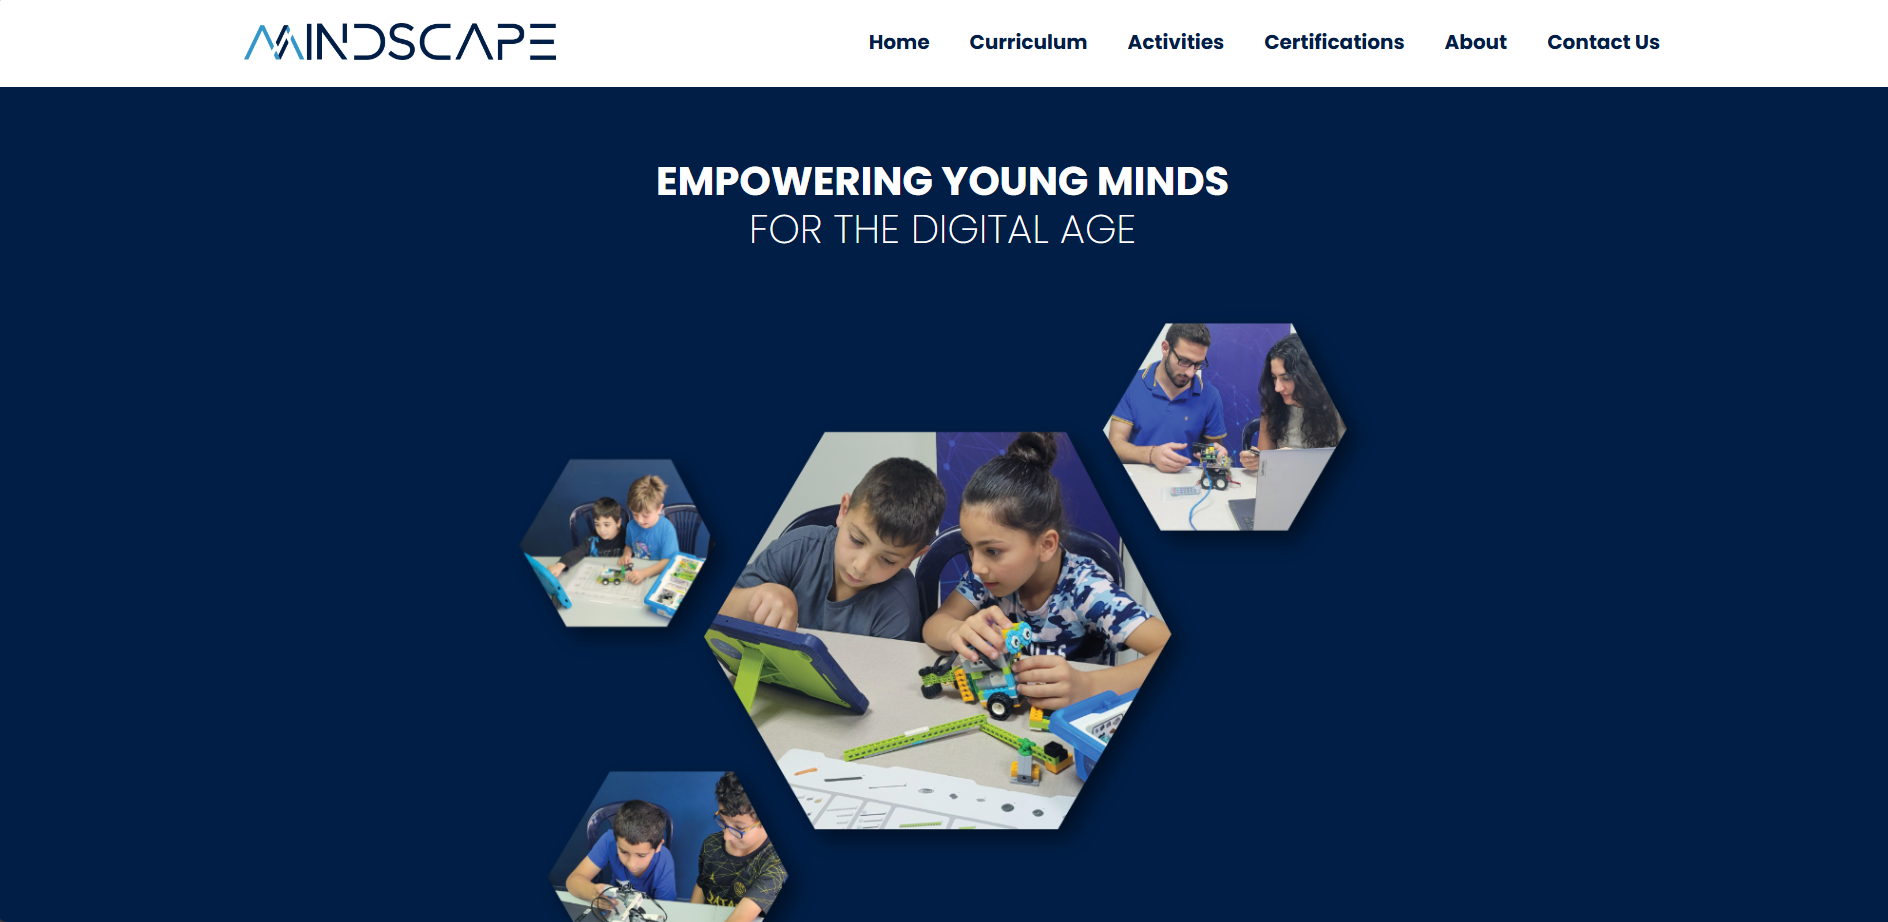 MINDSCAPE
Home Curriculum Activities Certifications About Contact Us
EMPOWERING YOUNG MINDS
FOR THE DIGITAL AGE